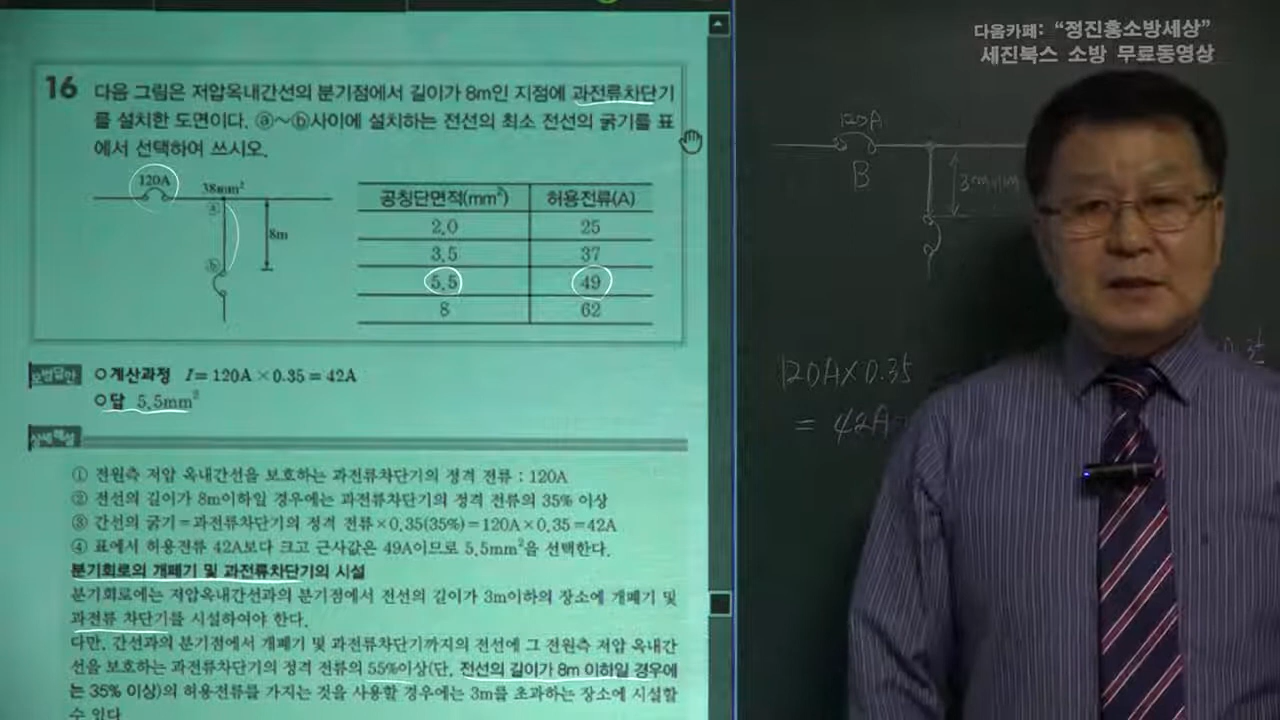 다음카페: “정진홍소방세상”
세진북스 소방 무료동영상
16 다음 그림은 저압옥내간선의 분기점에서 길이가 8m인 지점에 과전류차단기
를 설치한 도면이다. ⓐ～ⓑ사이에 설치하는 전선의 최소 전선의 굵기를 표
에서 선택하여 쓰시오.
120A
38mm²
ⓐ
8m
ⓑ
공칭단면적(mm²) 허용전류(A)
2.0 25
3.5 37
5.5 49
8 62
모범답안 ○계산과정 I=120A×0.35=42A
○답 5.5mm²
상세해설
① 전원측 저압 옥내간선을 보호하는 과전류차단기의 정격 전류 : 120A
② 전선의 길이가 8m이하일 경우에는 과전류차단기의 정격 전류의 35% 이상
③ 간선의 굵기=과전류차단기의 정격 전류×0.35(35%)=120A×0.35=42A
④ 표에서 허용전류 42A보다 크고 근사값은 49A이므로 5.5mm²을 선택한다.
분기회로의 개폐기 및 과전류차단기의 시설
분기회로에는 저압옥내간선과의 분기점에서 전선의 길이가 3m이하의 장소에 개폐기 및
과전류 차단기를 시설하여야 한다.
다만, 간선과의 분기점에서 개폐기 및 과전류차단기까지의 전선에 그 전원측 저압 옥내간
선을 보호하는 과전류차단기의 정격 전류의 55%이상(단, 전선의 길이가 8m 이하일 경우에
는 35% 이상)의 허용전류를 가지는 것을 사용할 경우에는 3m를 초과하는 장소에 시설할
수 있다
120A
B
120A×0.35
= 42A